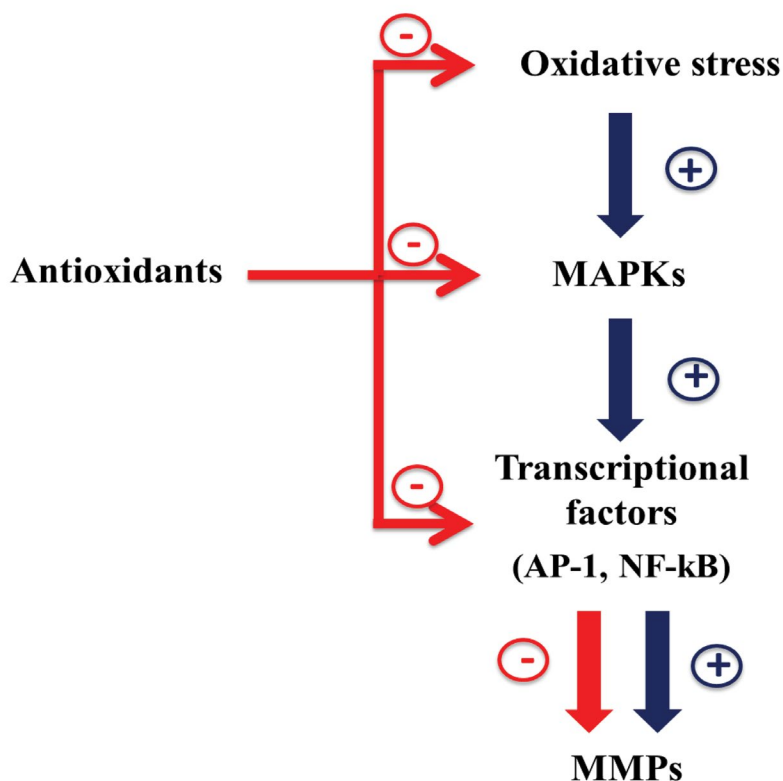 -
Oxidative stress
+
-
Antioxidants
MAPKs
+
-
Transcriptional
factors
(AP-1, NF-kB)
-
+
MMPs